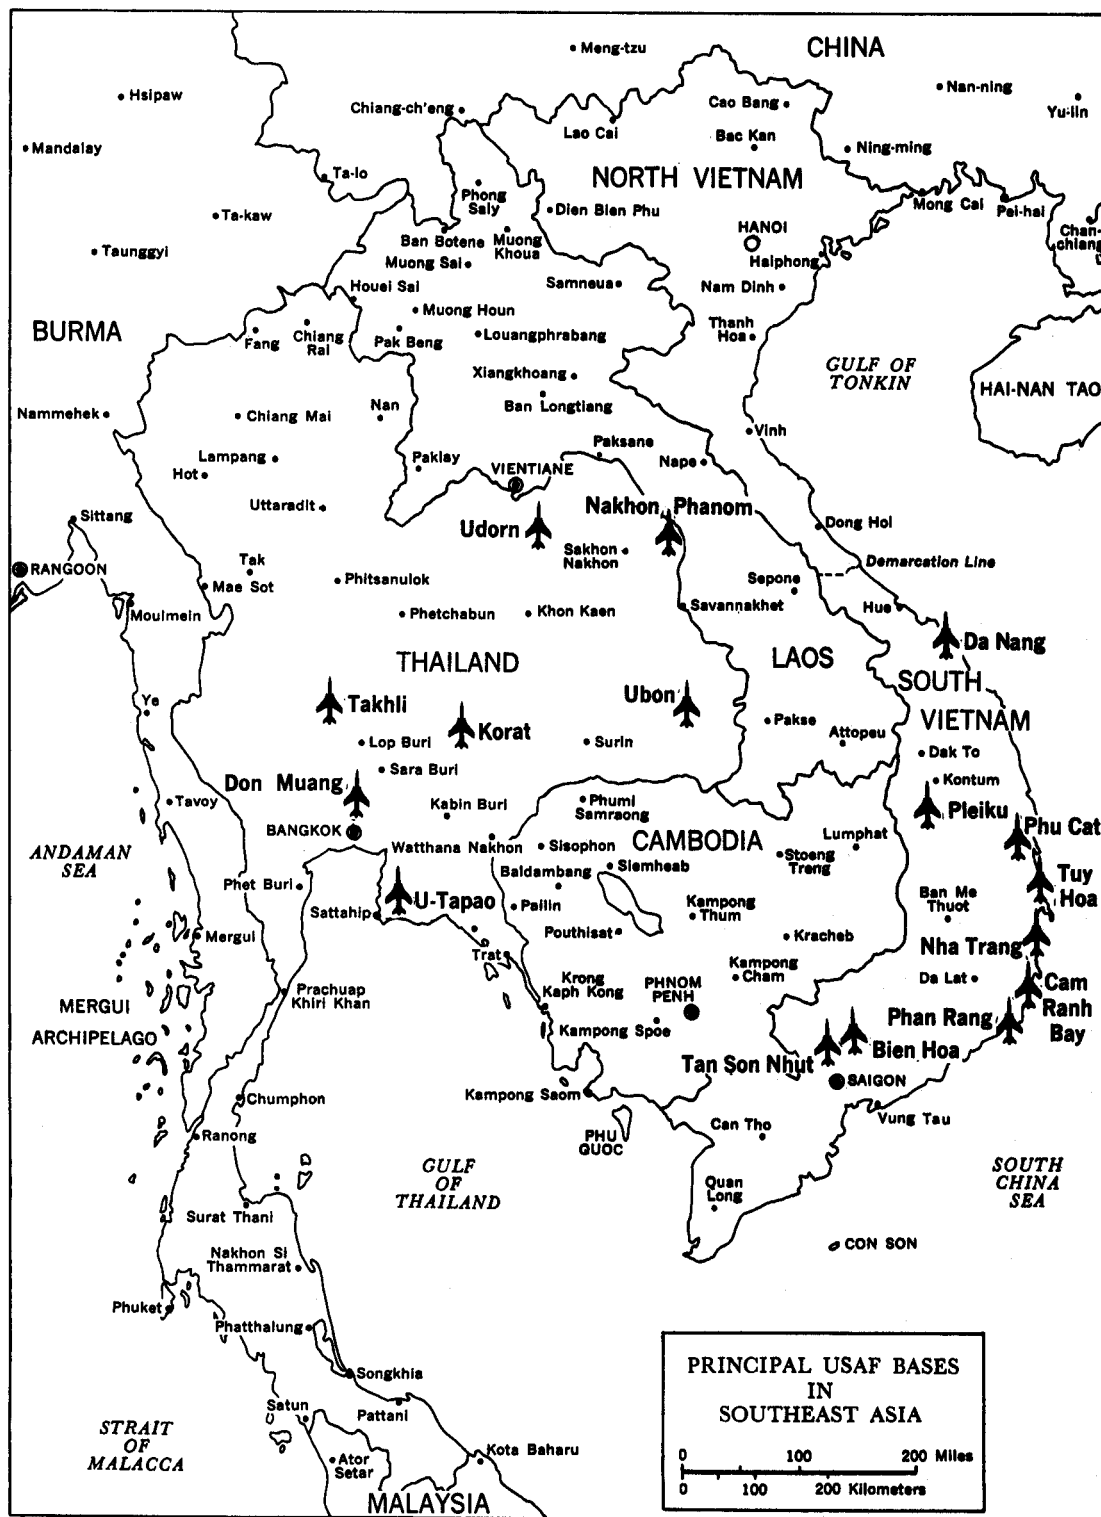 CHINA
Meng-tzu
Hsipaw
Nan-ning
Yu-lin
Chiang-ch'eng
Cao Bang
Lao Cai
Bac Kan
Mandalay
Ning-ming
Ta-lo
NORTH VIETNAM
Phong
Saly
Mong Cai
Pei-hai
Ta-kaw
Dien Bien Phu
HANOI
Chan-
chiang
Ban Botene
Muong
Khoua
Taunggyi
Haiphong
Muong Sai
Houei Sai
Samneua
Nam Dinh
BURMA
Muong Houn
Fang
Chiang
Rai
Pak Beng
Louangphrabang
Thanh
Hoa
GULF OF
TONKIN
Xiangkhoang
HAI-NAN TAO
Ban Longtiang
Nammehek
Chiang Mai
Nan
Vinh
Paksane
Lampang
Hot
Paklay
VIENTIANE
Nape
Uttaradit
Udorn
Nakhon Phanom
Sittang
Dong Hoi
Sakhon
Nakhon
RANGOON
Tak
Demarcation Line
Mae Sot
Phitsanulok
Sepone
Moulmein
Phetchabun
Khon Kaen
Savannakhet
Hue
Da Nang
THAILAND
LAOS
SOUTH
VIETNAM
Ye
Takhli
Korat
Ubon
Pakse
Attopeu
Lop Buri
Surin
Dak To
Sara Buri
Kontum
Don Muang
Tavoy
Kabin Buri
Phumi
Samraong
Pleiku
Phu Cat
BANGKOK
CAMBODIA
Lumphat
Watthana Nakhon
Sisophon
Stoeng
Treng
ANDAMAN
SEA
Siemheab
Baldambang
Tuy
Hoa
Phet Buri
U-Tapao
Ban Me
Thuot
Sattahip
Pailin
Kampong
Thum
Mergui
Pouthisat
Kracheb
Nha Trang
Trat
Kampong
Cham
Da Lat
Cam
Ranh
Bay
Krong
Kaph Kong
PHNOM
PENH
Prachuap
Khiri Khan
MERGUI
ARCHIPELAGO
Phan Rang
Kampong Spoe
Bien Hoa
Tan Son Nhut
SAIGON
Chumphon
Kampong Saom
Vung Tau
Ranong
PHU
QUOC
Can Tho
GULF
OF
THAILAND
SOUTH
CHINA
SEA
Quan
Long
Surat Thani
CON SON
Nakhon Si
Thammarat
Phuket
Phatthalung
PRINCIPAL USAF BASES
IN
SOUTHEAST ASIA
Songkhia
Satun
Pattani
STRAIT
OF
MALACCA
Kota Baharu
0 100 200 Miles
Ator
Setar
0 100 200 Kilometers
MALAYSIA